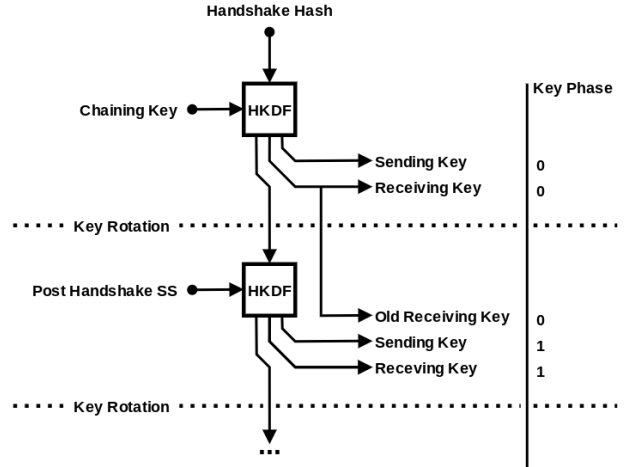 Handshake Hash
Key Phase
Chaining Key
HKDF
Sending Key 0
Receiving Key 0
Key Rotation
Post Handshake SS
HKDF
Old Receiving Key 0
Sending Key 1
Receving Key 1
Key Rotation
...